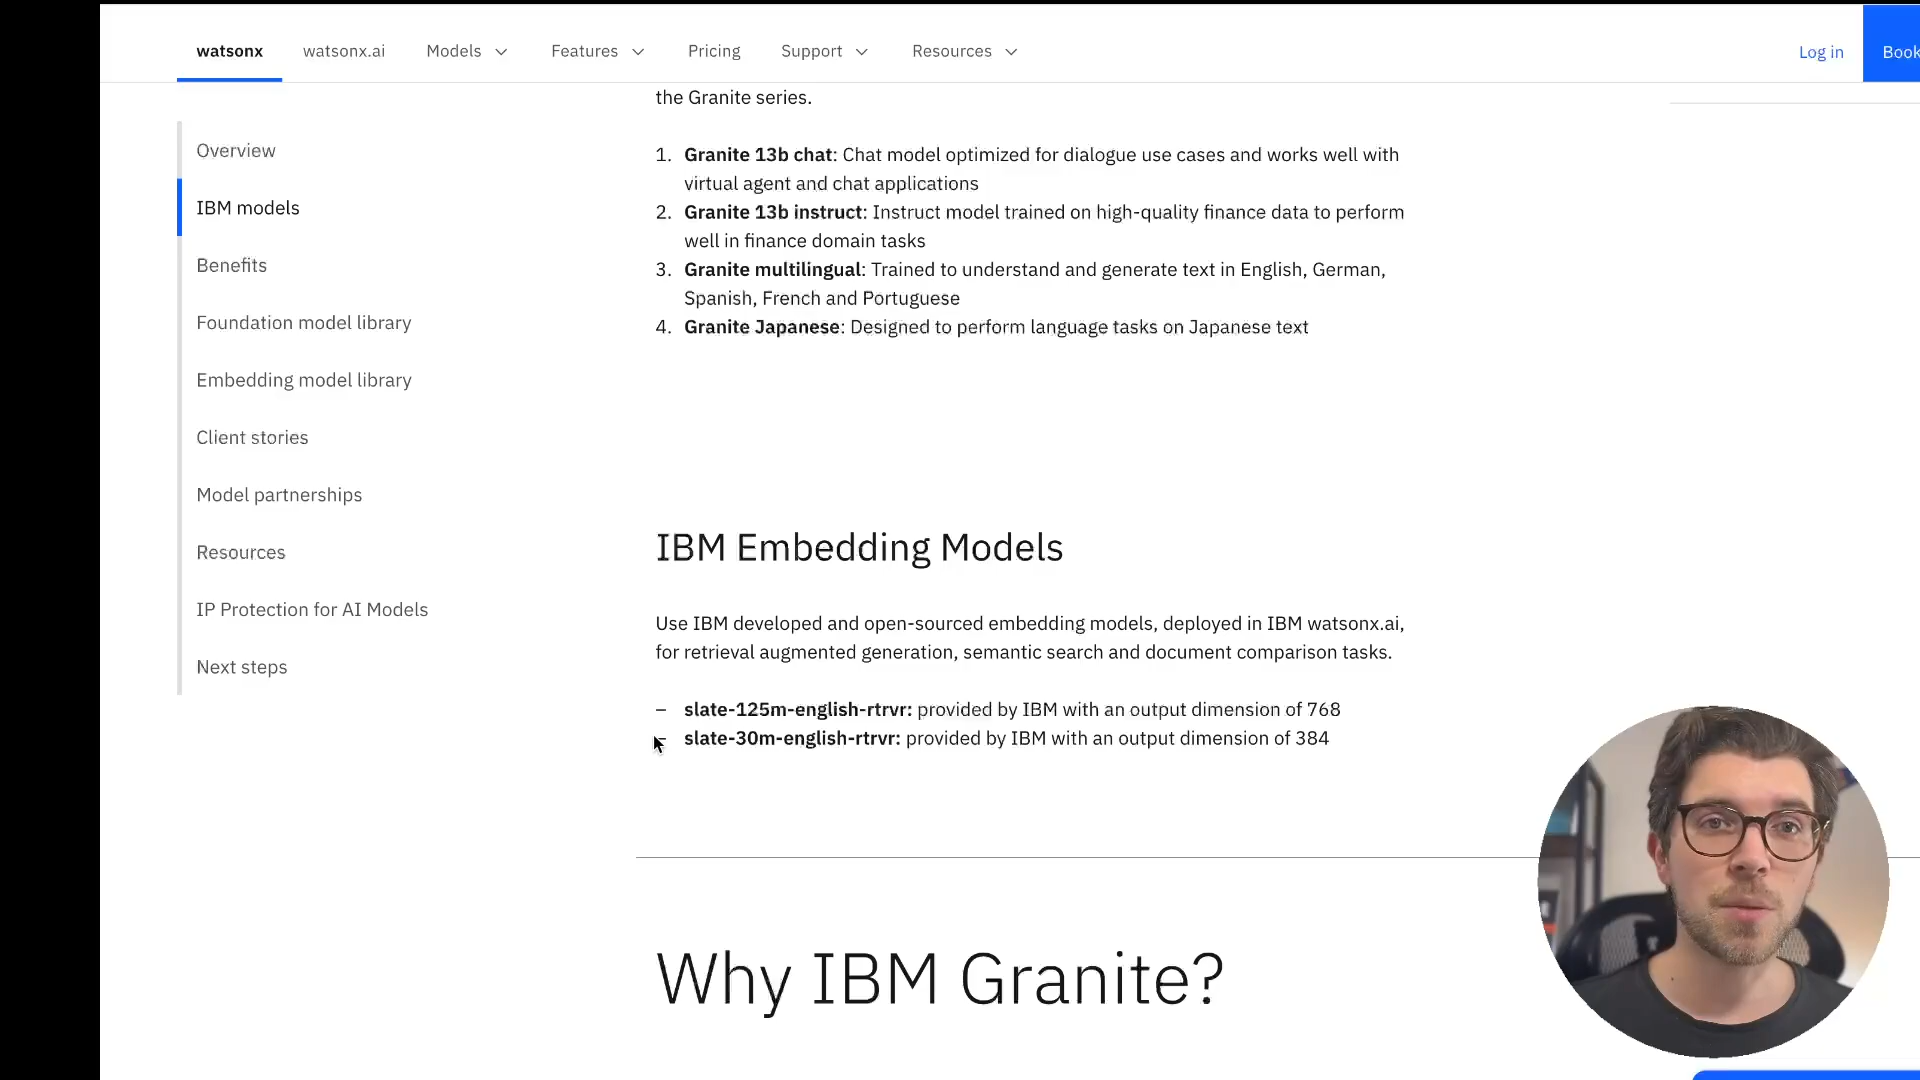 watsonx watsonx.ai Models Features Pricing Support Resources Log in Book
Overview
IBM models
Benefits
Foundation model library
Embedding model library
Client stories
Model partnerships
Resources
IP Protection for AI Models
Next steps
the Granite series.
1. Granite 13b chat: Chat model optimized for dialogue use cases and works well with
virtual agent and chat applications
2. Granite 13b instruct: Instruct model trained on high-quality finance data to perform
well in finance domain tasks
3. Granite multilingual: Trained to understand and generate text in English, German,
Spanish, French and Portuguese
4. Granite Japanese: Designed to perform language tasks on Japanese text
IBM Embedding Models
Use IBM developed and open-sourced embedding models, deployed in IBM watsonx.ai,
for retrieval augmented generation, semantic search and document comparison tasks.
– slate-125m-english-rtrvr: provided by IBM with an output dimension of 768
– slate-30m-english-rtrvr: provided by IBM with an output dimension of 384
Why IBM Granite?